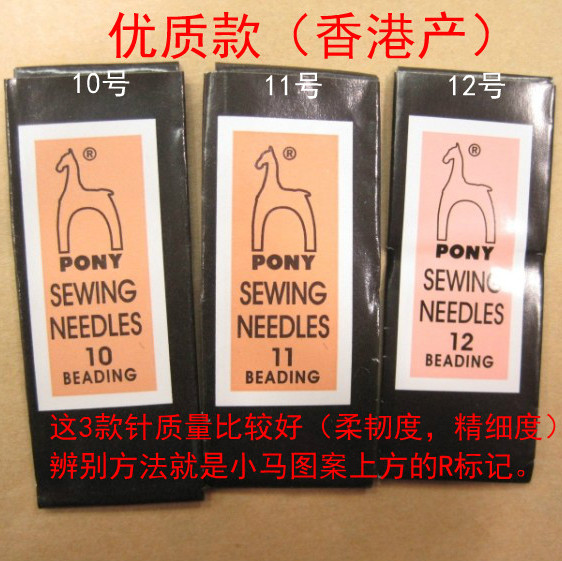 优质款（香港产）
10号
11号
12号
®
PONY
SEWING
NEEDLES
10
BEADING
®
PONY
SEWING
NEEDLES
11
BEADING
®
PONY
SEWING
NEEDLES
12
BEADING
这3款针质量比较好（柔韧度，精细度）
辨别方法就是小马图案上方的R标记。